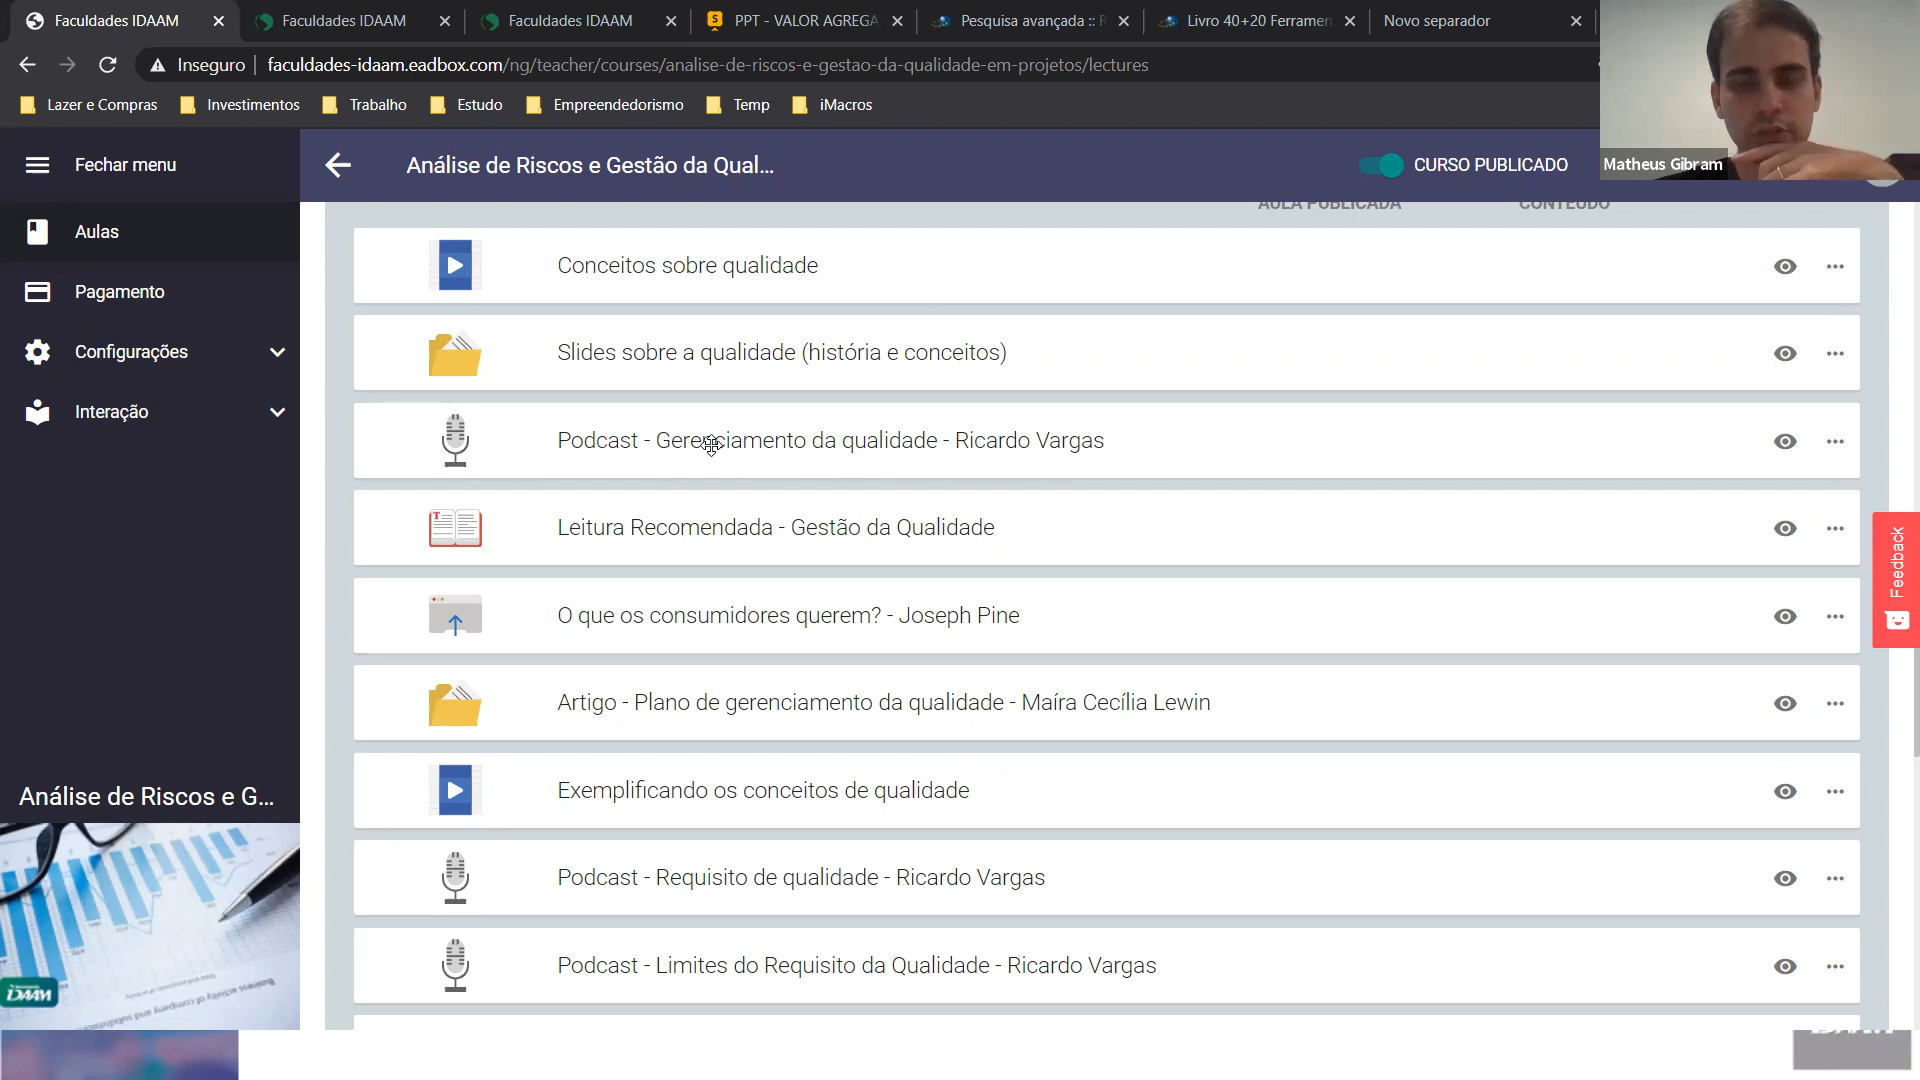 Faculdades IDAAM
Faculdades IDAAM
Faculdades IDAAM
PPT - VALOR AGREGA
Pesquisa avançada :: R
Livro 40+20 Ferramen
Novo separador
Inseguro
faculdades-idaam.eadbox.com/ng/teacher/courses/analise-de-riscos-e-gestao-da-qualidade-em-projetos/lectures
Lazer e Compras
Investimentos
Trabalho
Estudo
Empreendedorismo
Temp
iMacros
Matheus Gibram
Fechar menu
Análise de Riscos e Gestão da Qual...
CURSO PUBLICADO
AULA PUBLICADA
CONTEÚDO
Aulas
Pagamento
Configurações
Interação
Conceitos sobre qualidade
Slides sobre a qualidade (história e conceitos)
Podcast - Gerenciamento da qualidade - Ricardo Vargas
Leitura Recomendada - Gestão da Qualidade
O que os consumidores querem? - Joseph Pine
Artigo - Plano de gerenciamento da qualidade - Maíra Cecília Lewin
Exemplificando os conceitos de qualidade
Podcast - Requisito de qualidade - Ricardo Vargas
Podcast - Limites do Requisito da Qualidade - Ricardo Vargas
Feedback
Análise de Riscos e G...
IDAAM